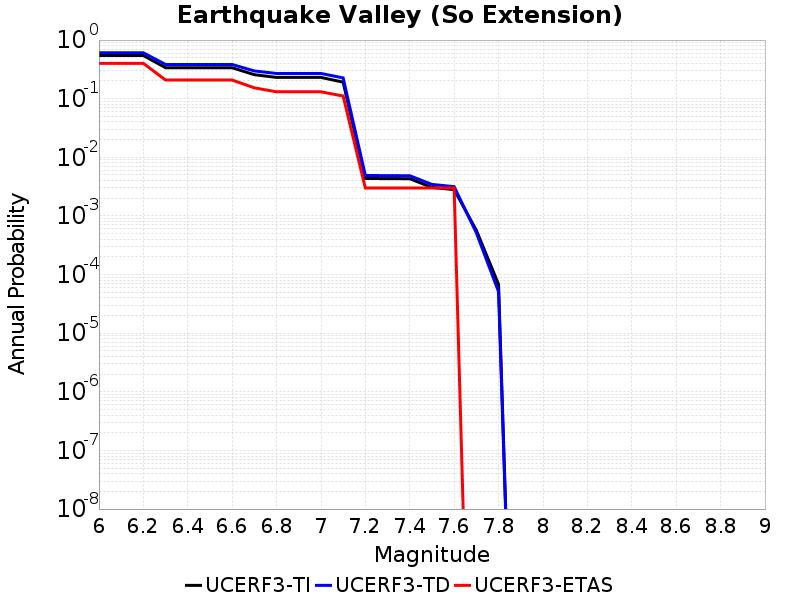 Earthquake Valley (So Extension)
Annual Probability
10^0
10^-1
10^-2
10^-3
10^-4
10^-5
10^-6
10^-7
10^-8
6 6.2 6.4 6.6 6.8 7 7.2 7.4 7.6 7.8 8 8.2 8.4 8.6 8.8 9
Magnitude
UCERF3-TI UCERF3-TD UCERF3-ETAS